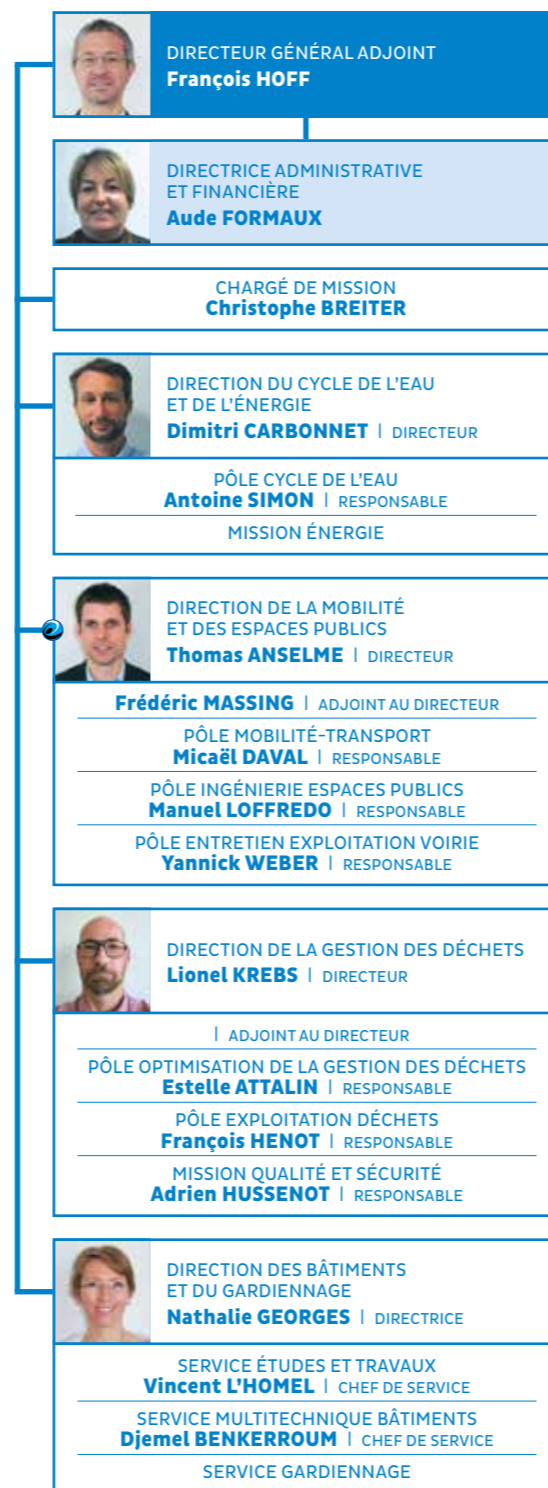 DIRECTEUR GÉNÉRAL ADJOINT
François HOFF
DIRECTRICE ADMINISTRATIVE
ET FINANCIÈRE
Aude FORMAUX
CHARGÉ DE MISSION
Christophe BREITER
DIRECTION DU CYCLE DE L'EAU
ET DE L'ÉNERGIE
Dimitri CARBONNET | DIRECTEUR
PÔLE CYCLE DE L'EAU
Antoine SIMON | RESPONSABLE
MISSION ÉNERGIE
DIRECTION DE LA MOBILITÉ
ET DES ESPACES PUBLICS
Thomas ANSELME | DIRECTEUR
Frédéric MASSING | ADJOINT AU DIRECTEUR
PÔLE MOBILITÉ-TRANSPORT
Micaël DAVAL | RESPONSABLE
PÔLE INGÉNIERIE ESPACES PUBLICS
Manuel LOFFREDO | RESPONSABLE
PÔLE ENTRETIEN EXPLOITATION VOIRIE
Yannick WEBER | RESPONSABLE
DIRECTION DE LA GESTION DES DÉCHETS
Lionel KREBS | DIRECTEUR
| ADJOINT AU DIRECTEUR
PÔLE OPTIMISATION DE LA GESTION DES DÉCHETS
Estelle ATTALIN | RESPONSABLE
PÔLE EXPLOITATION DÉCHETS
François HENOT | RESPONSABLE
MISSION QUALITÉ ET SÉCURITÉ
Adrien HUSSENOT | RESPONSABLE
DIRECTION DES BÂTIMENTS
ET DU GARDIENNAGE
Nathalie GEORGES | DIRECTRICE
SERVICE ÉTUDES ET TRAVAUX
Vincent L'HOMEL | CHEF DE SERVICE
SERVICE MULTITECHNIQUE BÂTIMENTS
Djemel BENKERROUM | CHEF DE SERVICE
SERVICE GARDIENNAGE